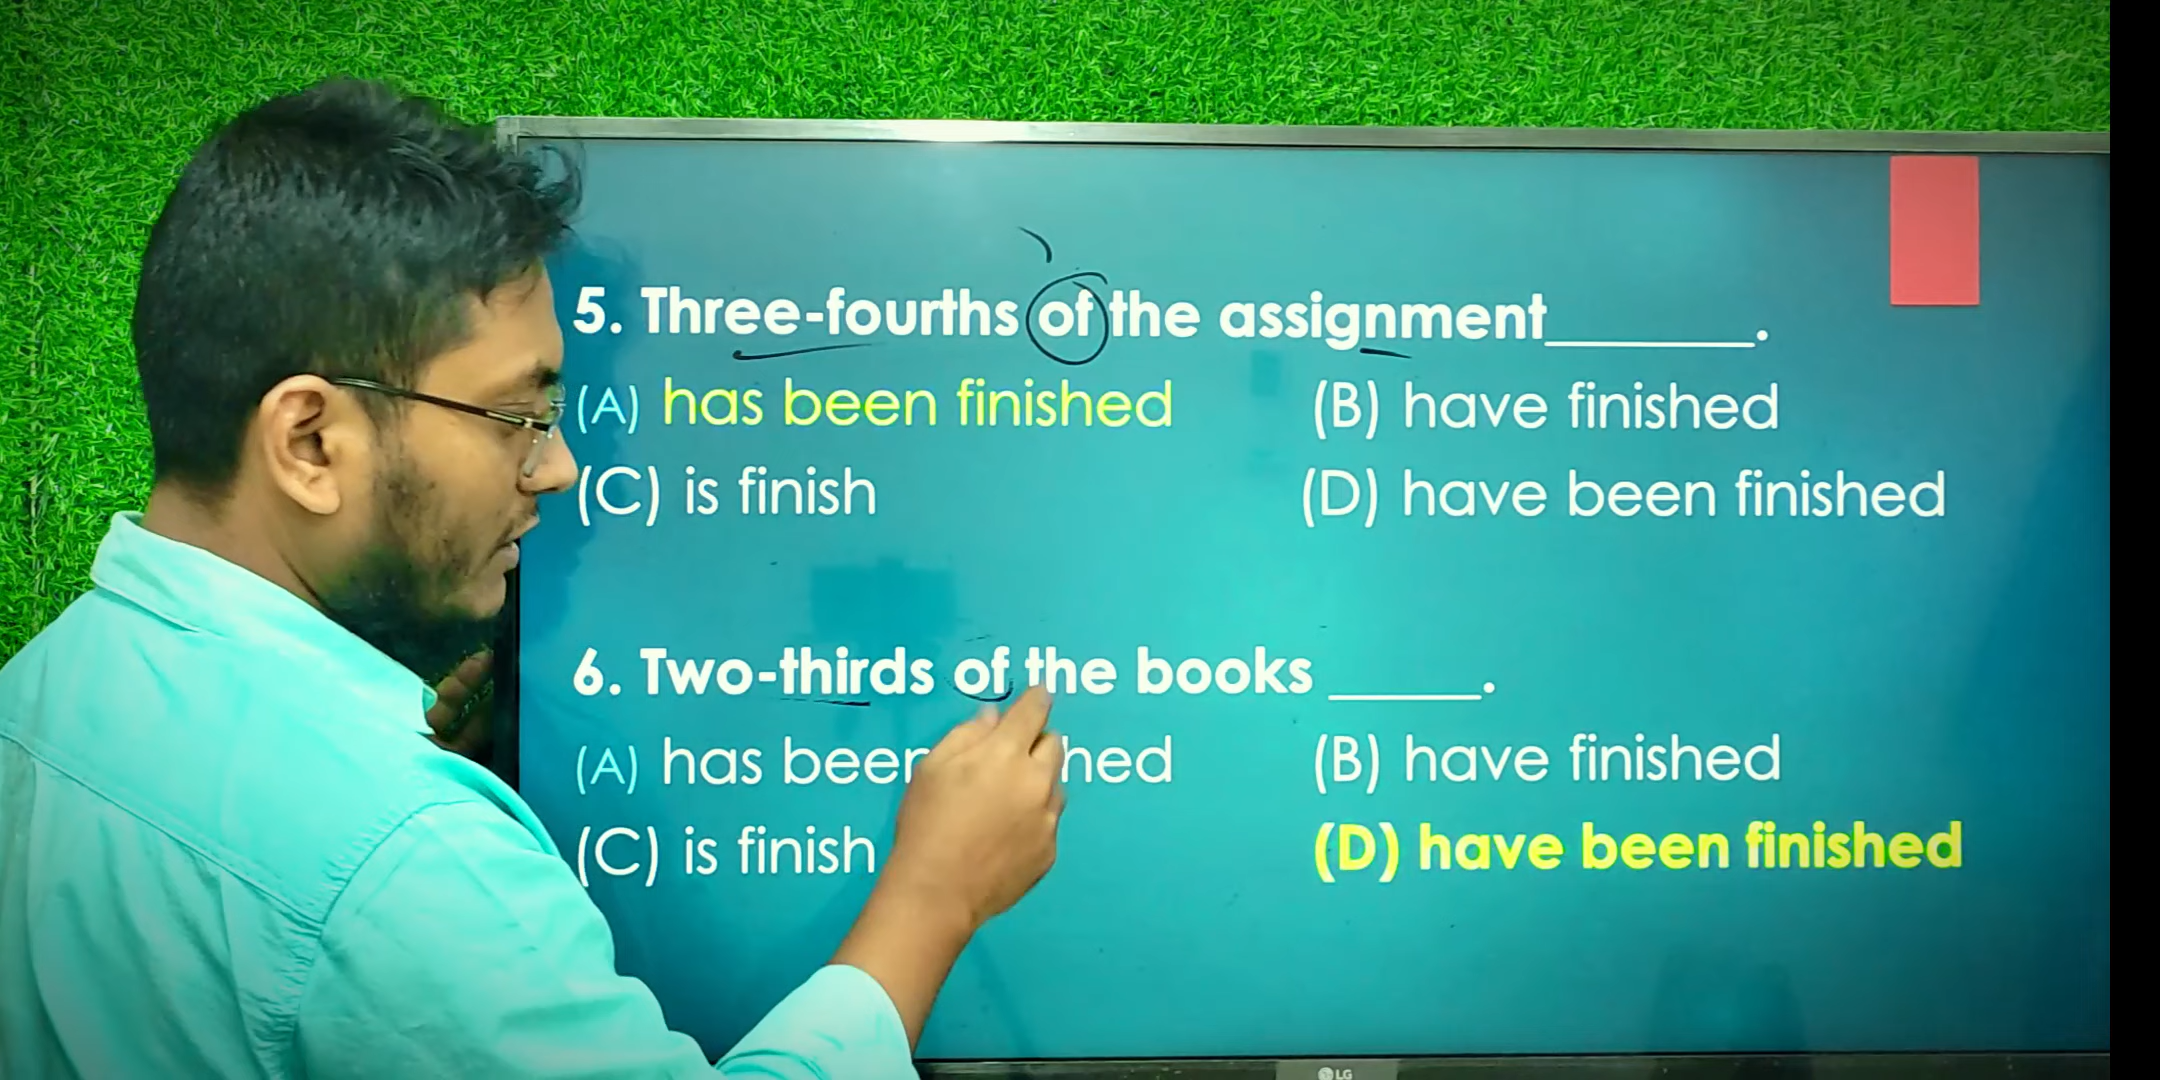 5. Three-fourths of the assignment_______.
(A) has been finished
(B) have finished
(C) is finish
(D) have been finished
6. Two-thirds of the books _____.
(A) has been
(B) have finished
(C) is finish
(D) have been finished
LG